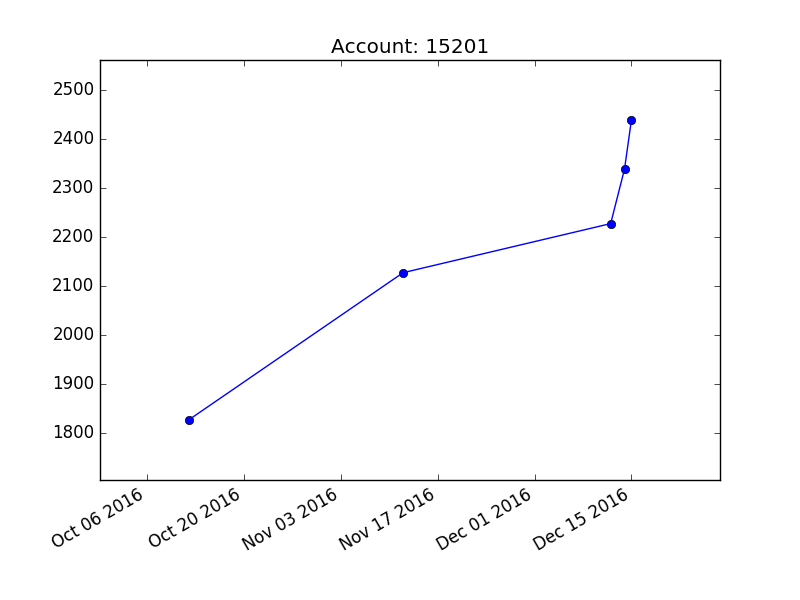 Account: 15201
2500
2400
2300
2200
2100
2000
1900
1800
Oct 06 2016
Oct 20 2016
Nov 03 2016
Nov 17 2016
Dec 01 2016
Dec 15 2016